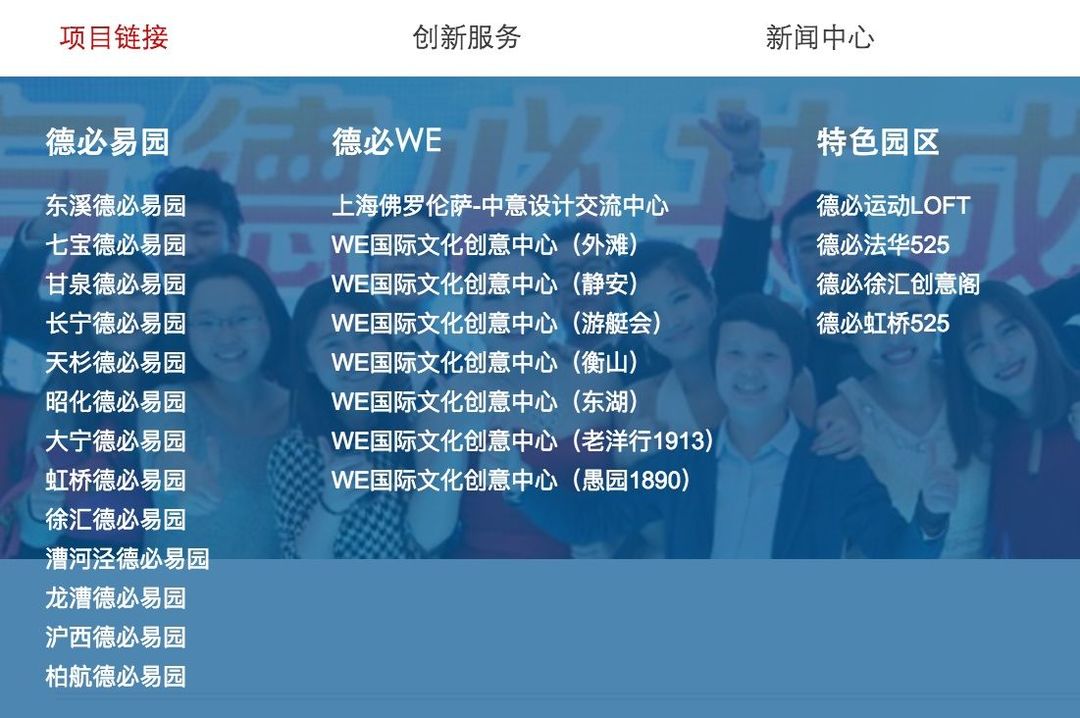 项目链接 创新服务 新闻中心
德必易园
东溪德必易园
七宝德必易园
甘泉德必易园
长宁德必易园
天杉德必易园
昭化德必易园
大宁德必易园
虹桥德必易园
徐汇德必易园
漕河泾德必易园
龙漕德必易园
沪西德必易园
柏航德必易园
德必WE
上海佛罗伦萨-中意设计交流中心
WE国际文化创意中心（外滩）
WE国际文化创意中心（静安）
WE国际文化创意中心（游艇会）
WE国际文化创意中心（衡山）
WE国际文化创意中心（东湖）
WE国际文化创意中心（老洋行1913）
WE国际文化创意中心（愚园1890）
特色园区
德必运动LOFT
德必法华525
德必徐汇创意阁
德必虹桥525